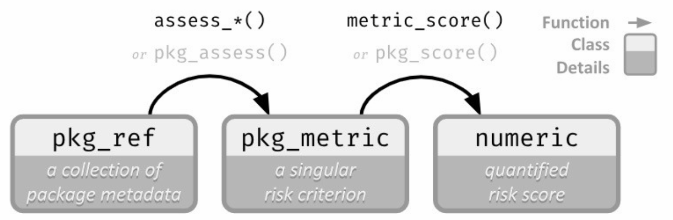 assess_*()
or pkg_assess()
metric_score()
or pkg_score()
Function
Class
Details
pkg_ref
a collection of
package metadata
pkg_metric
a singular
risk criterion
numeric
quantified
risk score